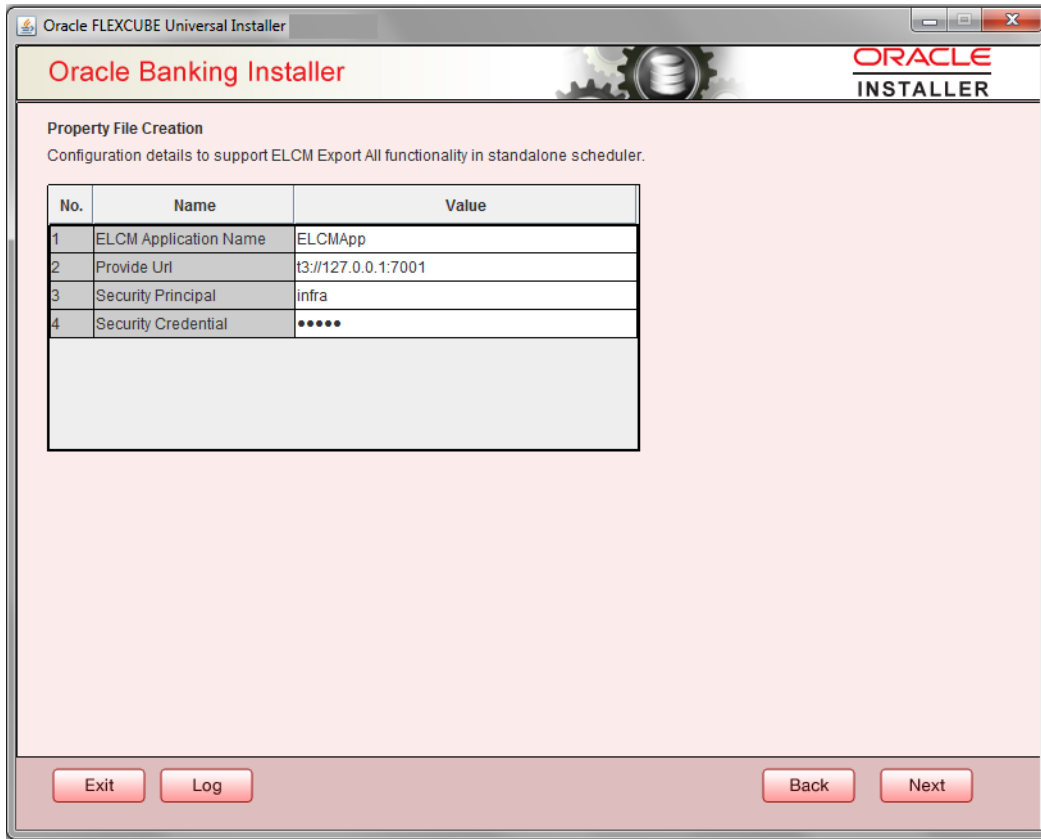 Oracle FLEXCUBE Universal Installer
Oracle Banking Installer
ORACLE
INSTALLER
Property File Creation
Configuration details to support ELCM Export All functionality in standalone scheduler.
No. Name Value
1 ELCM Application Name ELCMApp
2 Provide Url t3://127.0.0.1:7001
3 Security Principal infra
4 Security Credential •••••
Exit Log Back Next